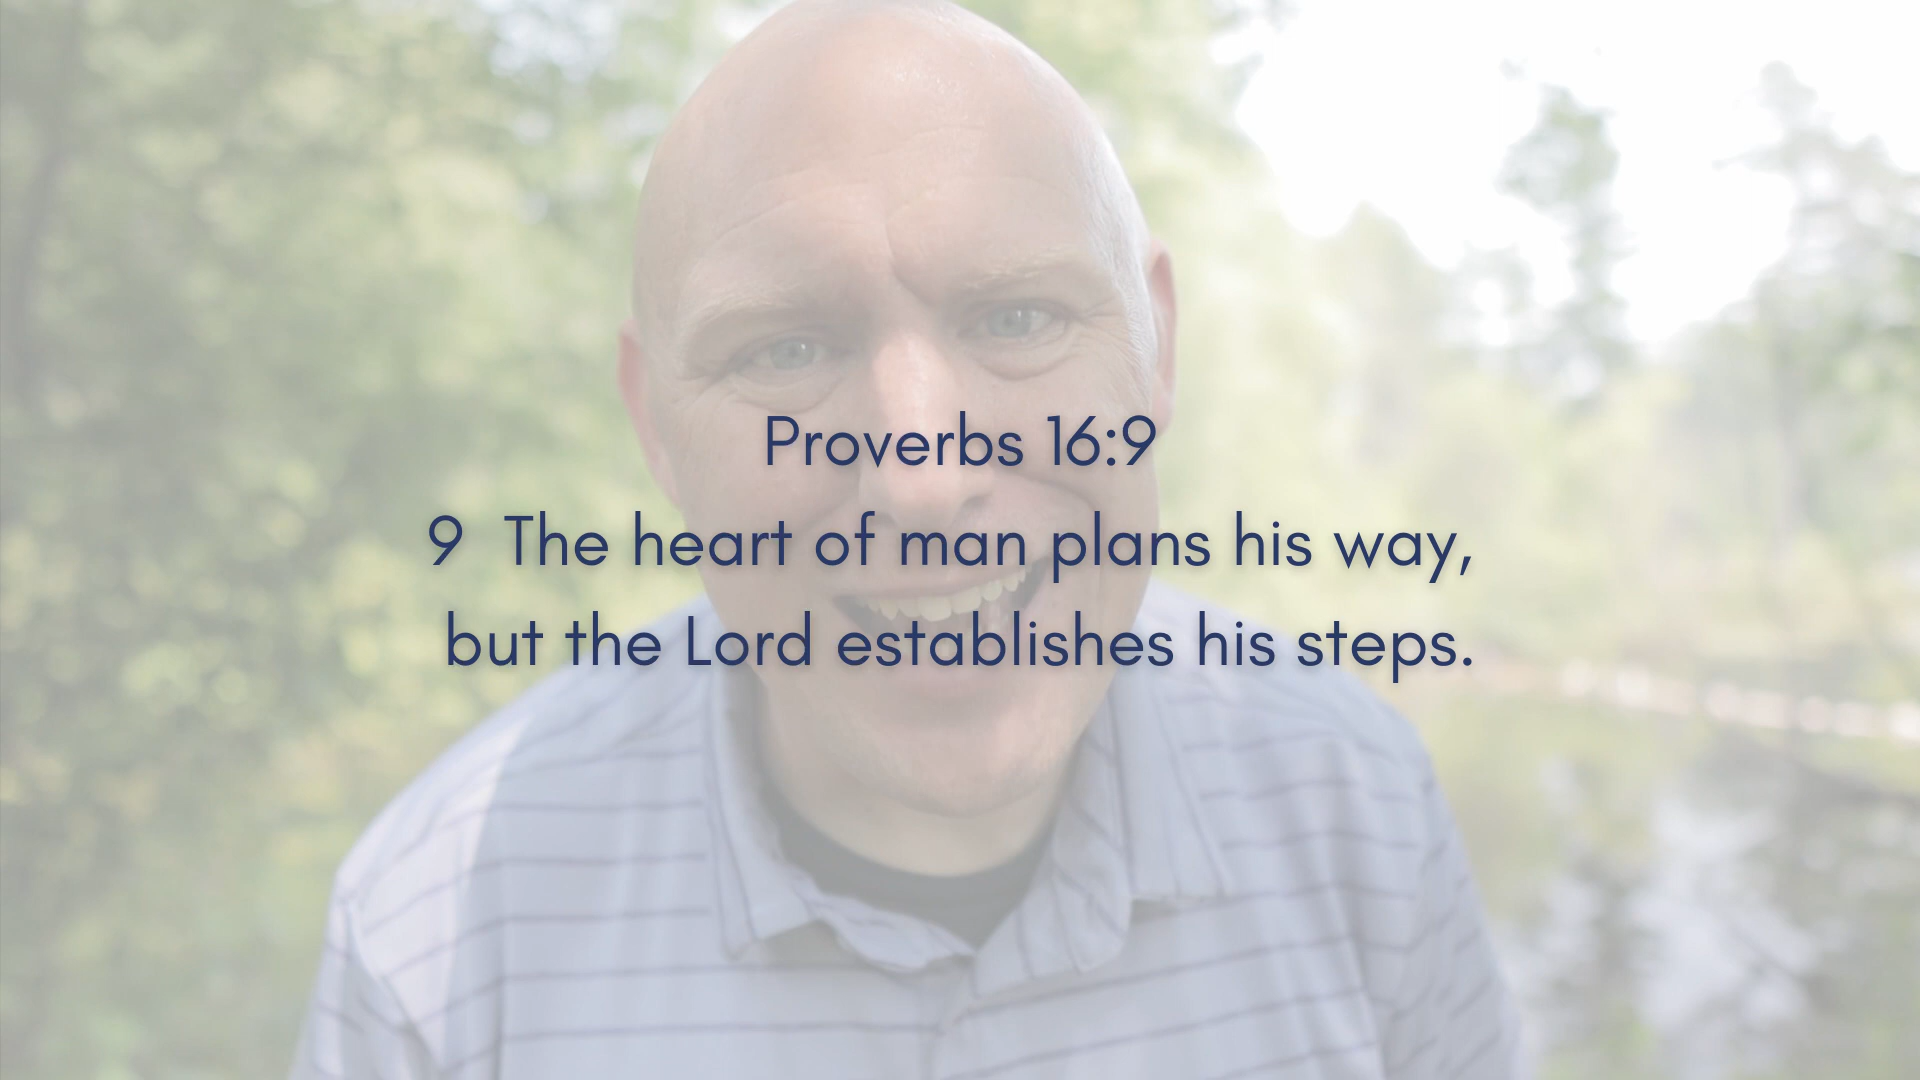 Proverbs 16:9
9  The heart of man plans his way,
but the Lord establishes his steps.